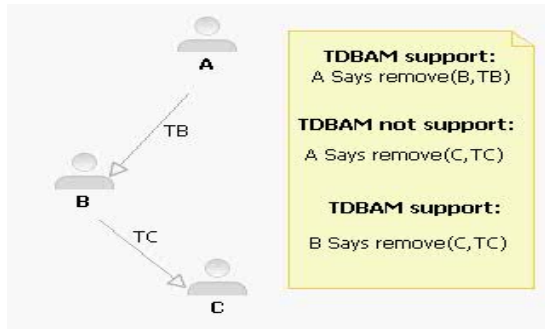 A
TB
B
TC
C
TDBAM support:
A Says remove(B,TB)
TDBAM not support:
A Says remove(C,TC)
TDBAM support:
B Says remove(C,TC)